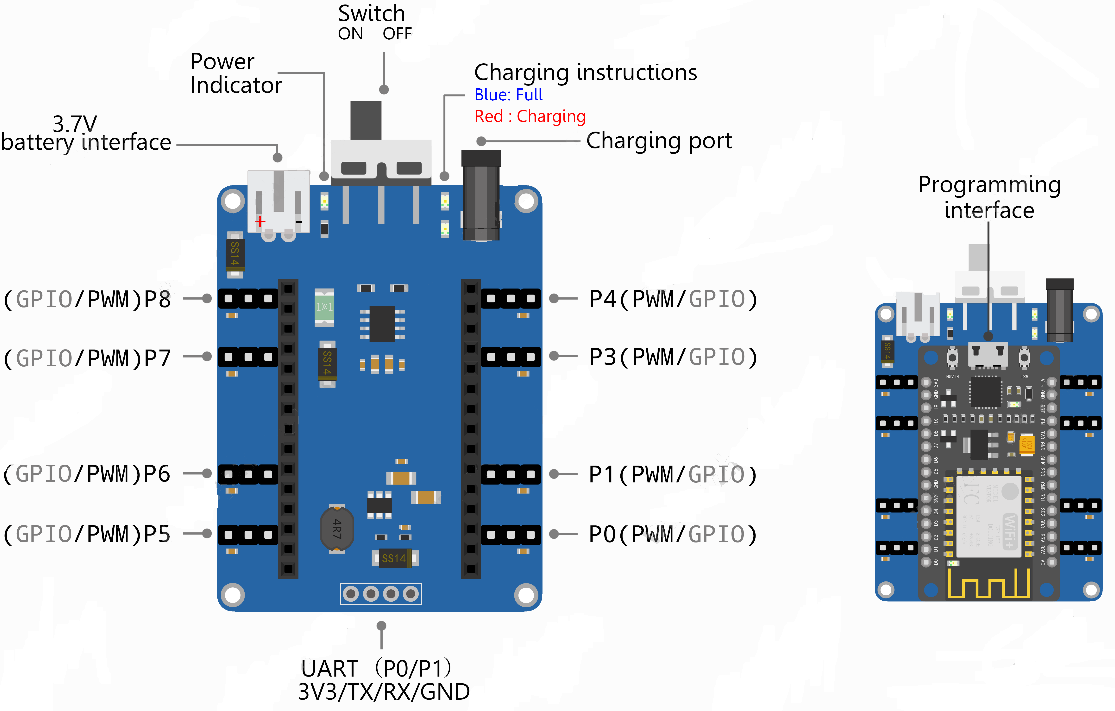 Switch
ON OFF
Power
Indicator
Charging instructions
Blue: Full
Red : Charging
3.7V
battery interface
Charging port
+ -
SS14
(GPIO/PWM)P8
P4(PWM/GPIO)
1X1
(GPIO/PWM)P7
SS14
P3(PWM/GPIO)
(GPIO/PWM)P6
P1(PWM/GPIO)
(GPIO/PWM)P5
4R7
P0(PWM/GPIO)
SS14
UART (P0/P1)
3V3/TX/RX/GND
Programming
interface
SS14
WiFi